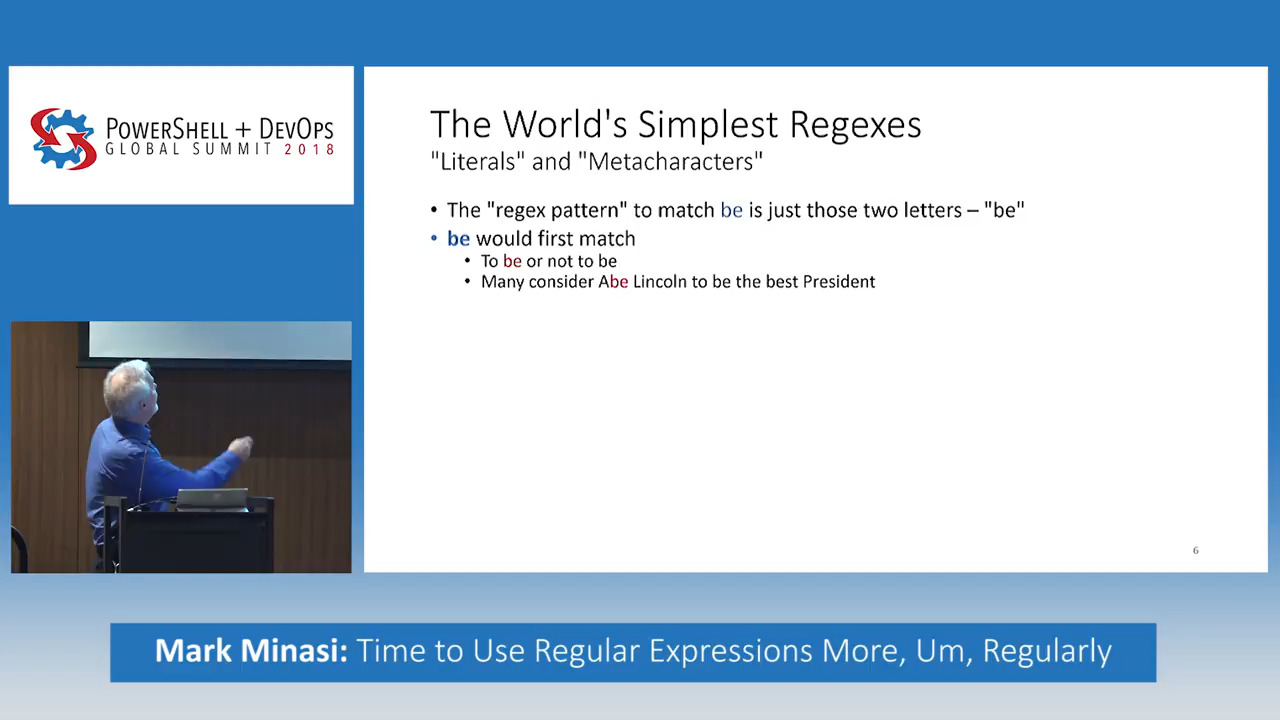 POWERSHELL + DEVOPS
GLOBAL SUMMIT 2018
The World's Simplest Regexes
"Literals" and "Metacharacters"
• The "regex pattern" to match be is just those two letters – "be"
• be would first match
• To be or not to be
• Many consider Abe Lincoln to be the best President
6
Mark Minasi: Time to Use Regular Expressions More, Um, Regularly